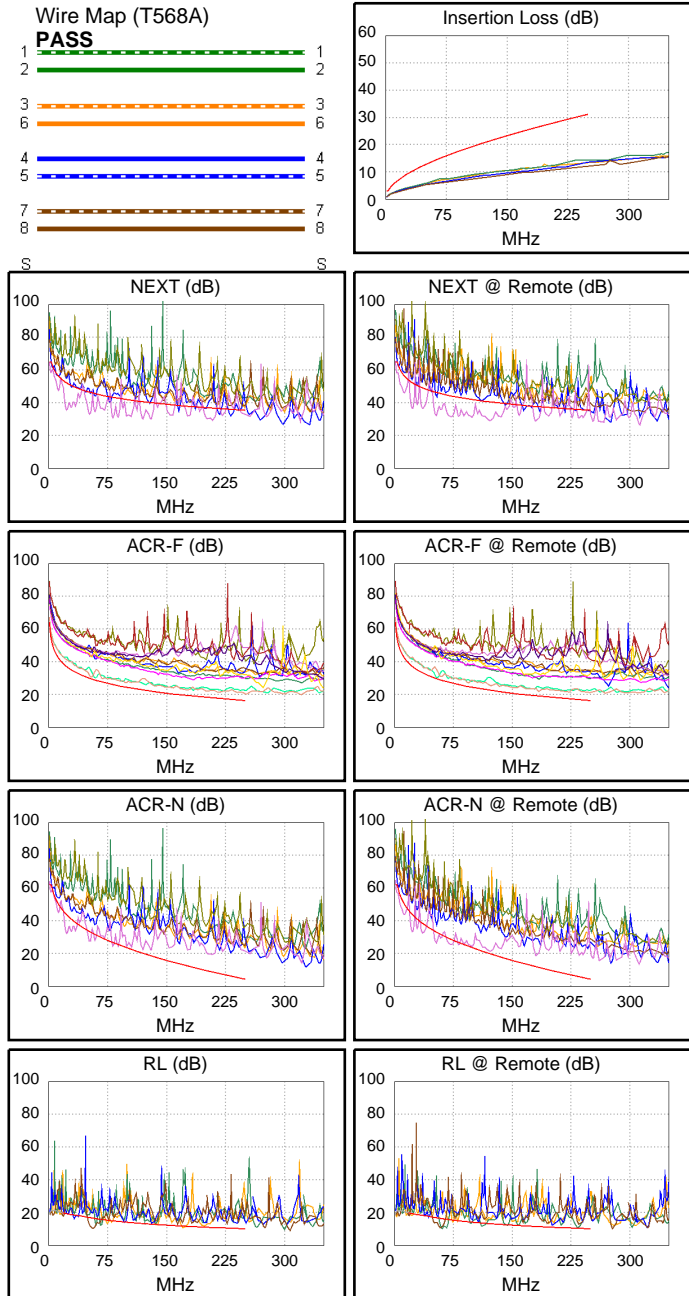 Wire Map (T568A)
PASS
1 1
2 2
3 3
6 6
4 4
5 5
7 7
8 8
S S
Insertion Loss (dB)
60
50
40
30
20
10
0
0 75 150 225 300
MHz
NEXT (dB)
100
80
60
40
20
0
0 75 150 225 300
MHz
NEXT @ Remote (dB)
100
80
60
40
20
0
0 75 150 225 300
MHz
ACR-F (dB)
100
80
60
40
20
0
0 75 150 225 300
MHz
ACR-F @ Remote (dB)
100
80
60
40
20
0
0 75 150 225 300
MHz
ACR-N (dB)
100
80
60
40
20
0
0 75 150 225 300
MHz
ACR-N @ Remote (dB)
100
80
60
40
20
0
0 75 150 225 300
MHz
RL (dB)
100
80
60
40
20
0
0 75 150 225 300
MHz
RL @ Remote (dB)
100
80
60
40
20
0
0 75 150 225 300
MHz